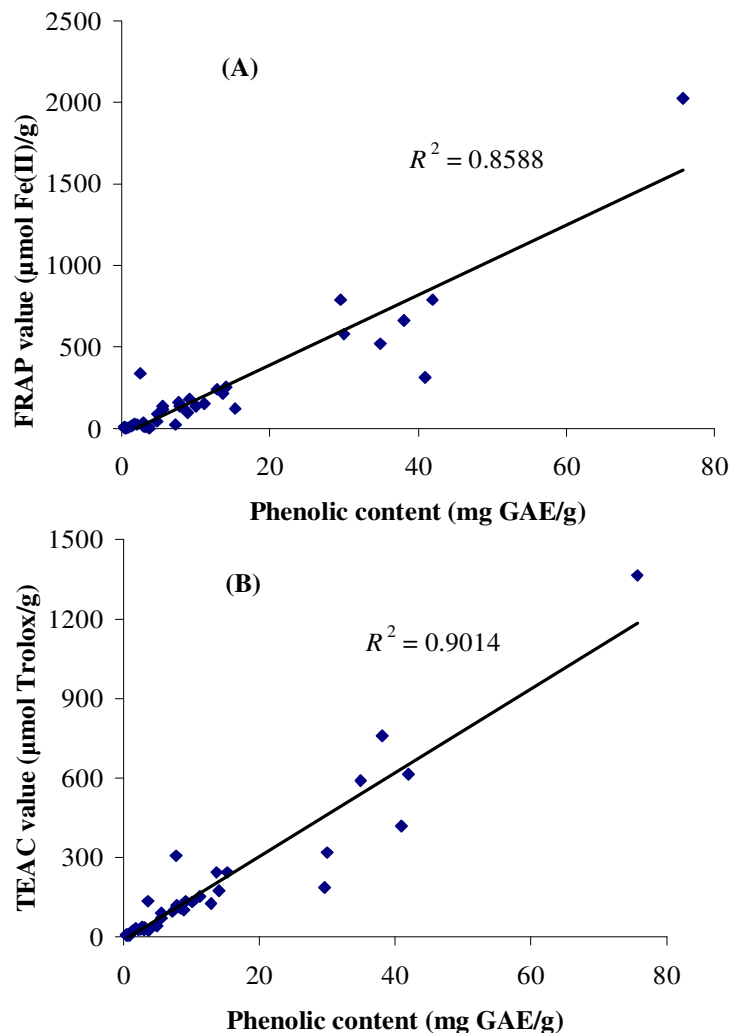 2500
(A)
2000
R² = 0.8588
1500
1000
500
0
0 20 40 60 80
FRAP value (µmol Fe(II)/g)
Phenolic content (mg GAE/g)
1500
(B)
1200
R² = 0.9014
900
600
300
0
0 20 40 60 80
TEAC value (µmol Trolox/g)
Phenolic content (mg GAE/g)